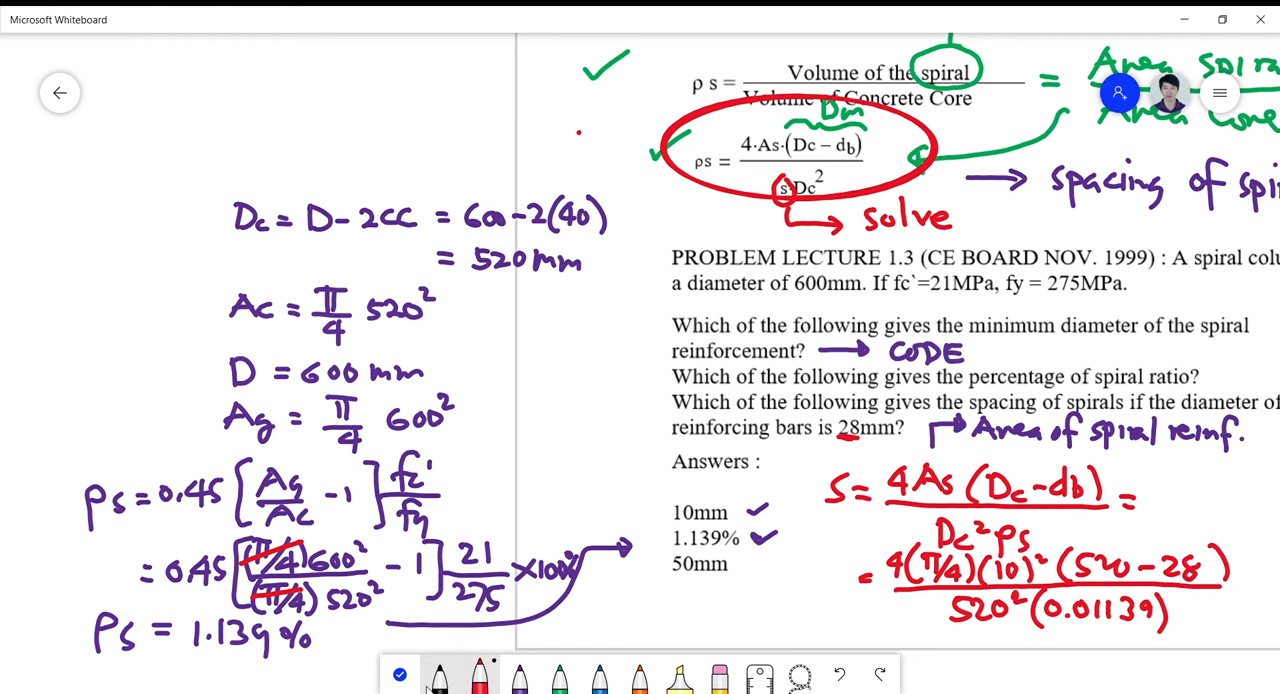 Microsoft Whiteboard
ρ s = Volume of the spiral / Volume of Concrete Core = Area / Area
Dm
ρs = 4·As·(Dc − db) / s·Dc²
→ spacing of
→ solve
Dc = D - 2CC = 600 - 2(40)
= 520mm
Ac = π/4 520²
D = 600 mm
Ag = π/4 600²
ρs = 0.45 [Ag/Ac - 1] fc'/fy
= 0.45 [(π/4)600²/(π/4)520² - 1] 21/275 × 100%
ρs = 1.139 %
PROBLEM LECTURE 1.3 (CE BOARD NOV. 1999) : A spiral
a diameter of 600mm. If fc`=21MPa, fy = 275MPa.
Which of the following gives the minimum diameter of the spiral
reinforcement? → CODE
Which of the following gives the percentage of spiral ratio?
Which of the following gives the spacing of spirals if the diameter of
reinforcing bars is 28mm? → Area of spiral reinf.
Answers :
10mm
1.139%
50mm
S = 4As (Dc - db) / Dc² ρs =
= 4(π/4)(10)² (520 - 28) / 520² (0.01139)